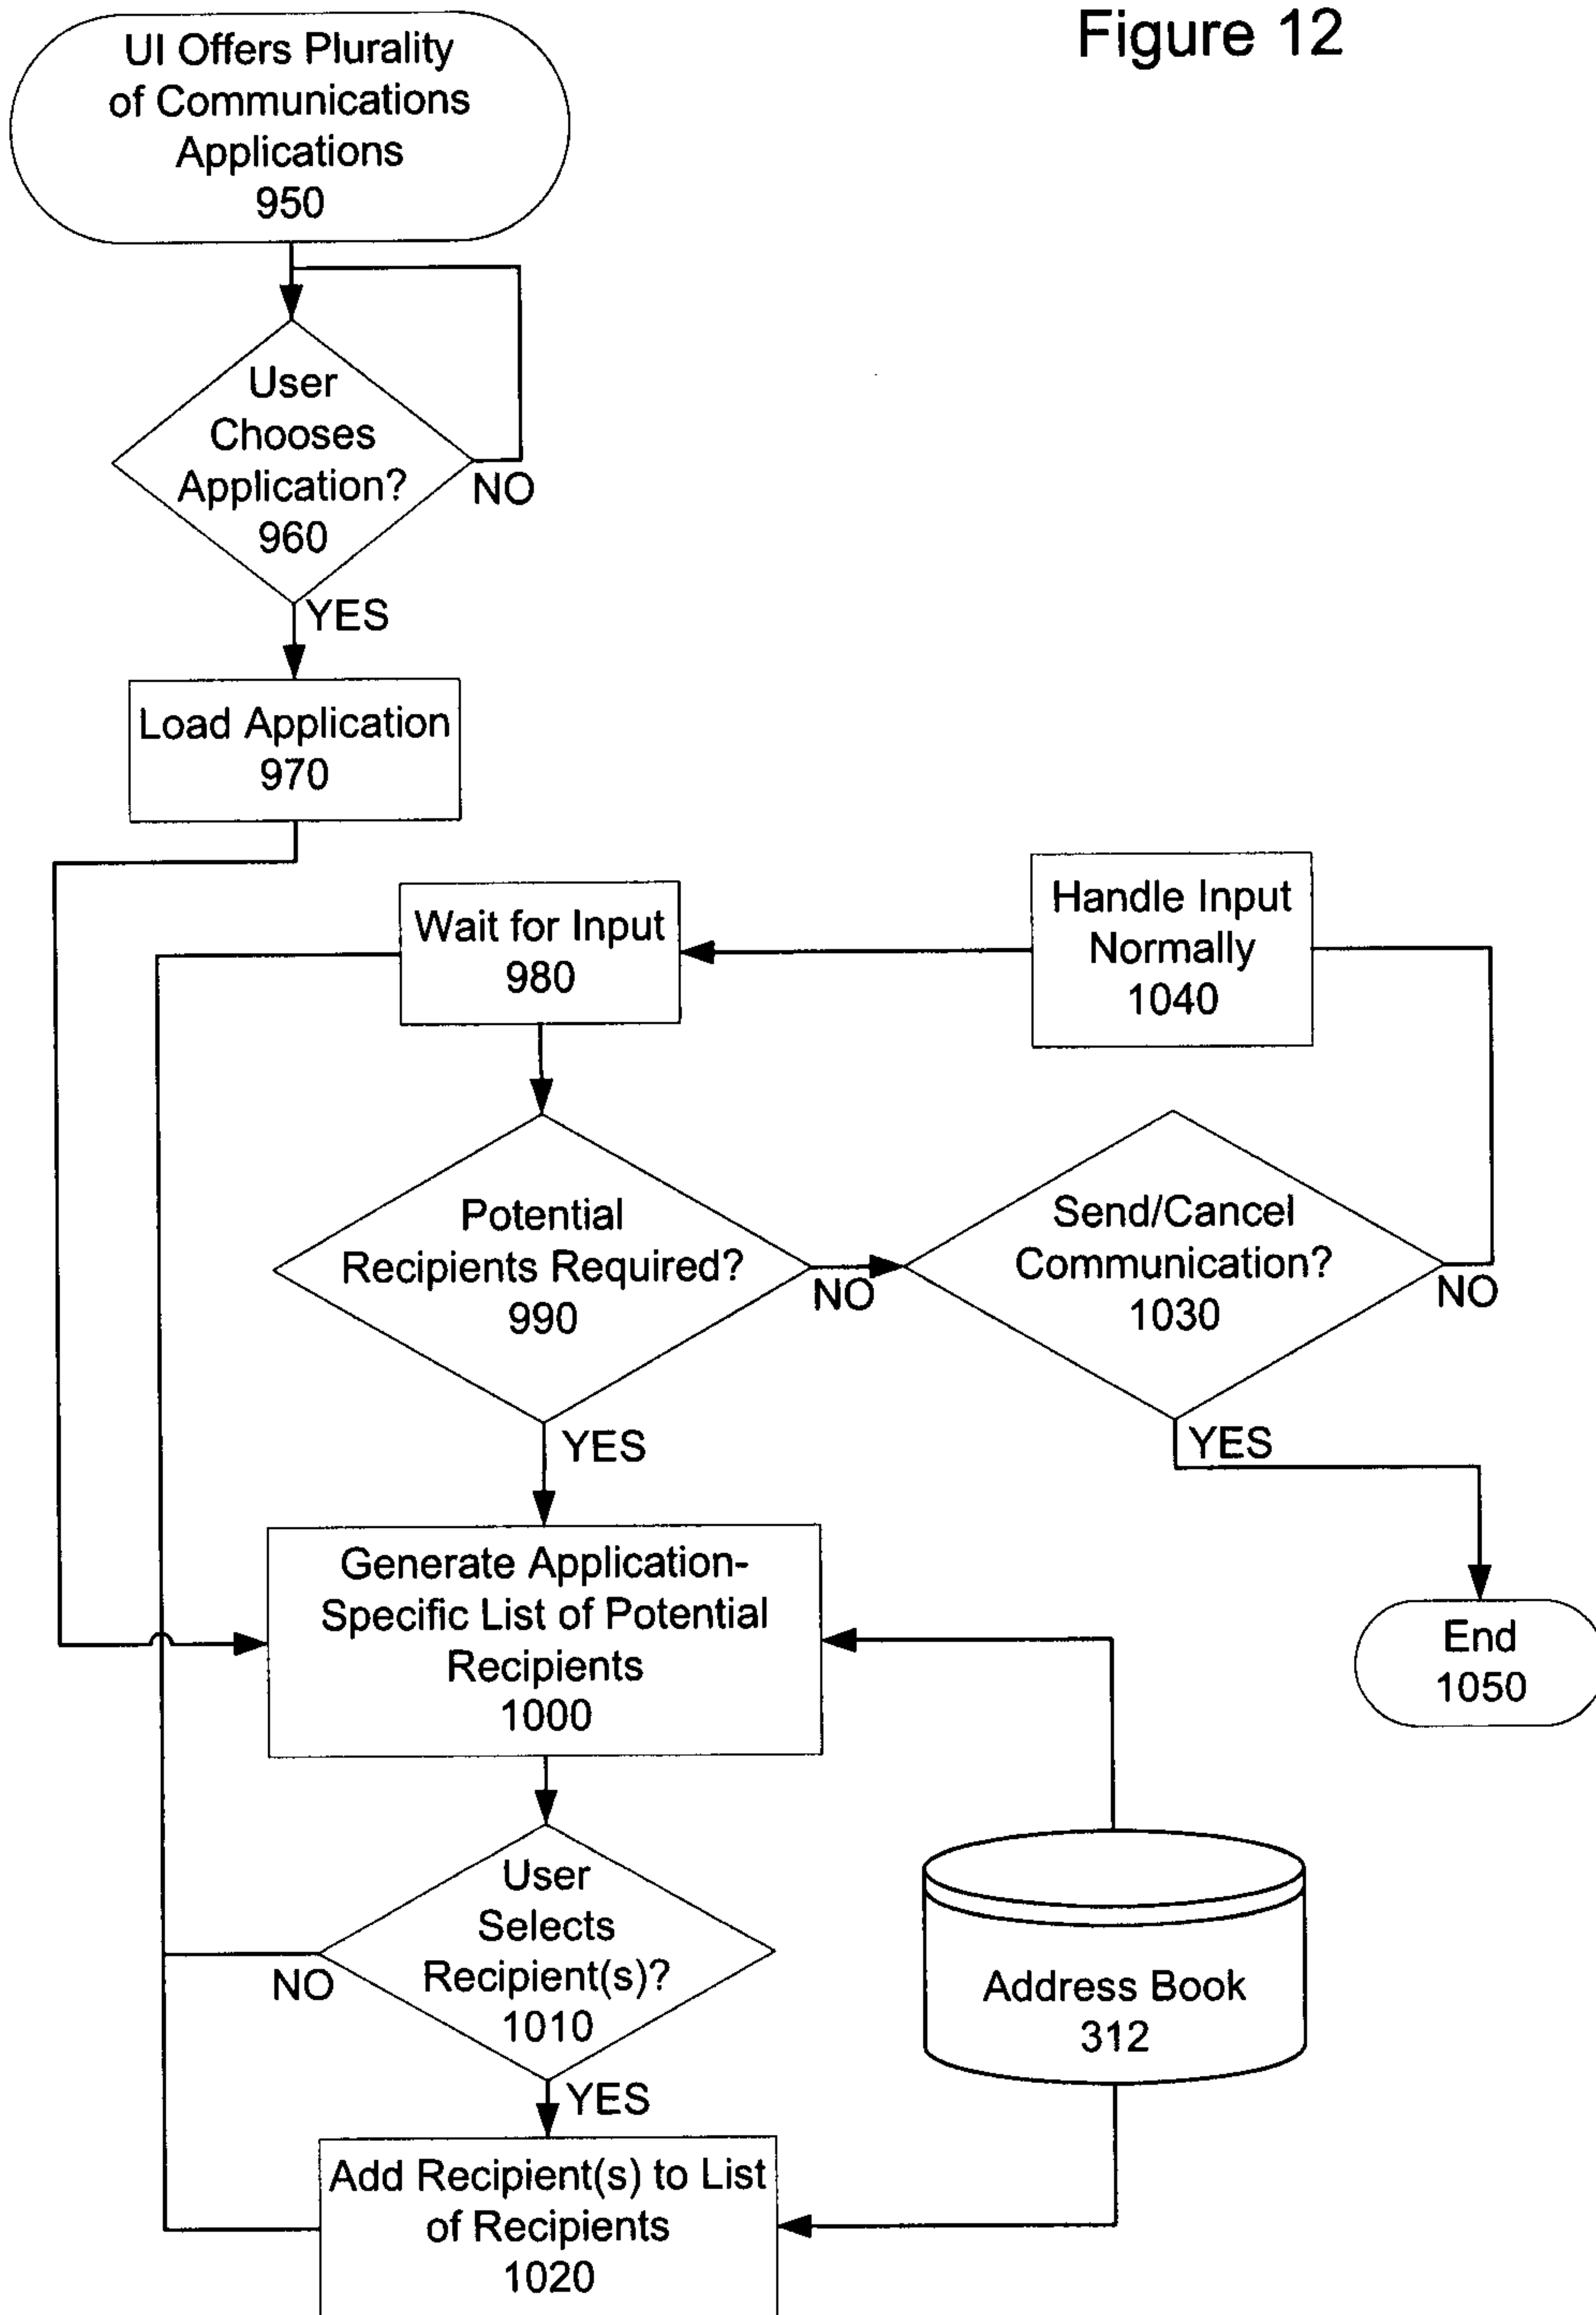 Figure 12
UI Offers Plurality
of Communications
Applications
950
User
Chooses
Application?
960
NO
YES
Load Application
970
Wait for Input
980
Handle Input
Normally
1040
Potential
Recipients Required?
990
NO
Send/Cancel
Communication?
1030
NO
YES
YES
Generate Application-
Specific List of Potential
Recipients
1000
End
1050
User
Selects
Recipient(s)?
1010
NO
YES
Address Book
312
Add Recipient(s) to List
of Recipients
1020